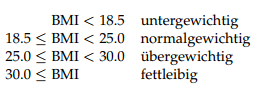 BMI < 18.5 untergewichtig
18.5 ≤ BMI < 25.0 normalgewichtig
25.0 ≤ BMI < 30.0 übergewichtig
30.0 ≤ BMI fettleibig